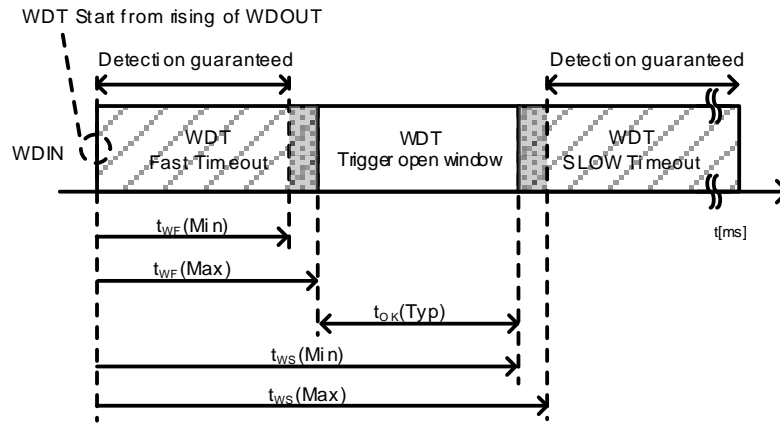 WDT Start from rising of WDOUT
Detection guaranteed
Detection guaranteed
WDIN
WDT
Fast Timeout
WDT
Trigger open window
WDT
SLOW Timeout
t[ms]
tWF(Min)
tWF(Max)
tOK(Typ)
tWS(Min)
tWS(Max)